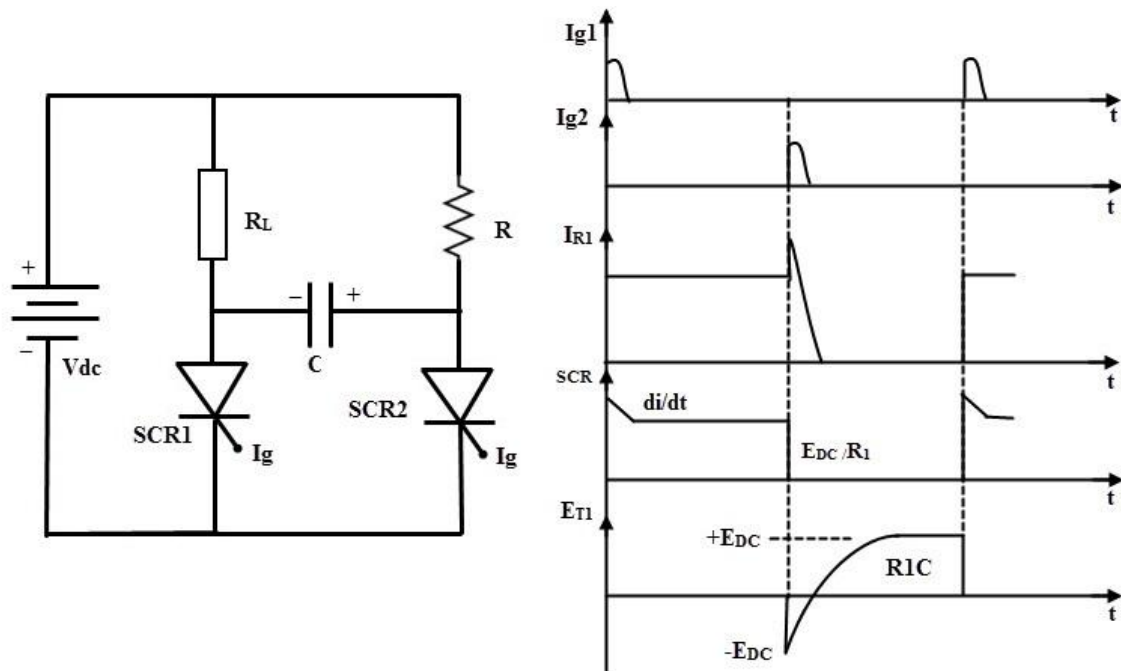 +
−
Vdc
RL
R
− +
C
SCR1
Ig
SCR2
Ig
Ig1
t
Ig2
t
IR1
t
SCR
di/dt
EDC /R1
t
ET1
+EDC
R1C
t
-EDC